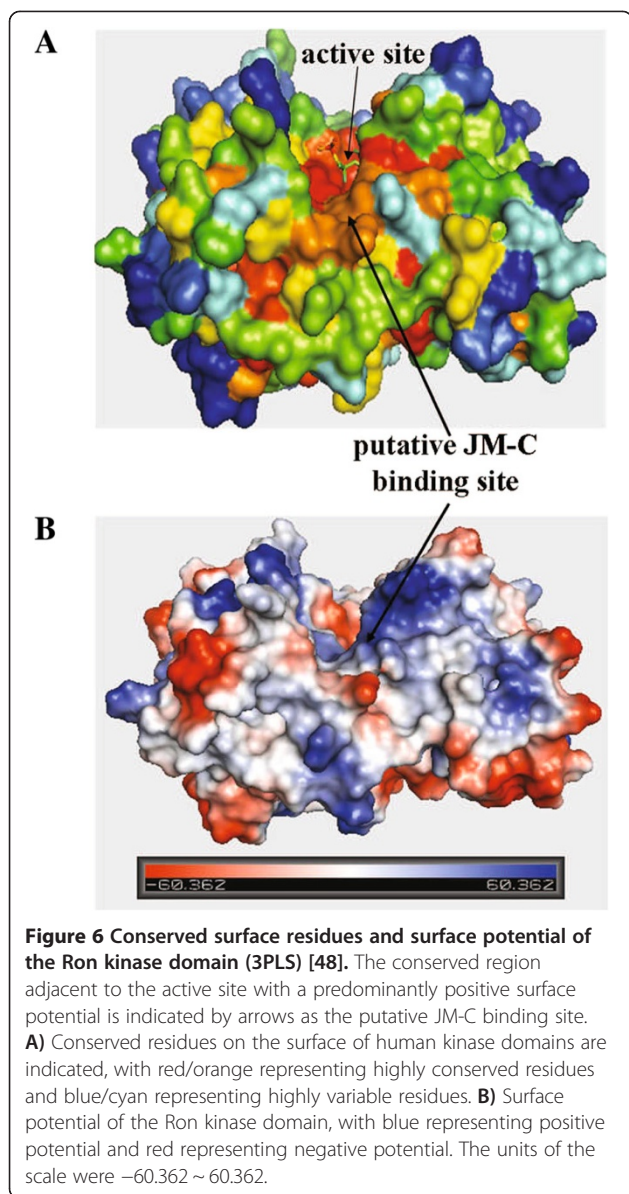 A
active site
putative JM-C
binding site
B
−60.362
60.362
Figure 6 Conserved surface residues and surface potential of
the Ron kinase domain (3PLS) [48]. The conserved region
adjacent to the active site with a predominantly positive surface
potential is indicated by arrows as the putative JM-C binding site.
A) Conserved residues on the surface of human kinase domains are
indicated, with red/orange representing highly conserved residues
and blue/cyan representing highly variable residues. B) Surface
potential of the Ron kinase domain, with blue representing positive
potential and red representing negative potential. The units of the
scale were −60.362 ~ 60.362.